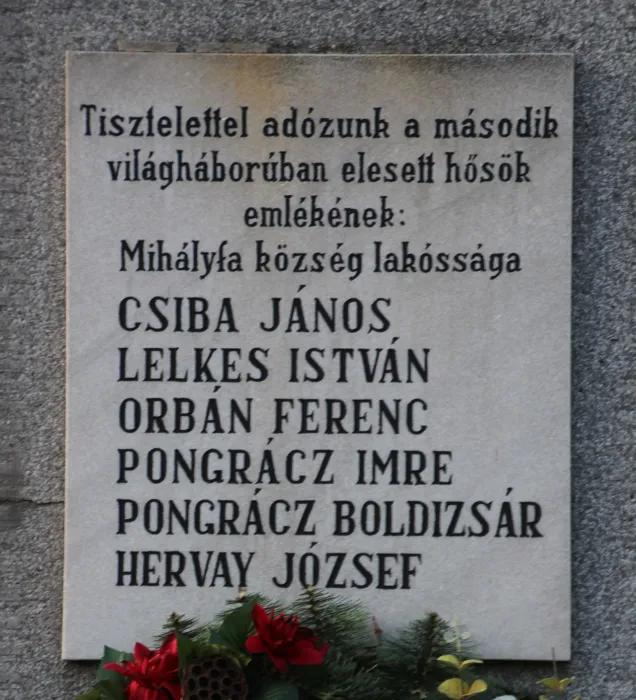 Tisztelettel adózunk a második
világháborúban elesett hősök
emlékének:
Mihályfa község lakóssága
CSIBA JÁNOS
LELKES ISTVÁN
ORBÁN FERENC
PONGRÁCZ IMRE
PONGRÁCZ BOLDIZSÁR
HERVAY JÓZSEF